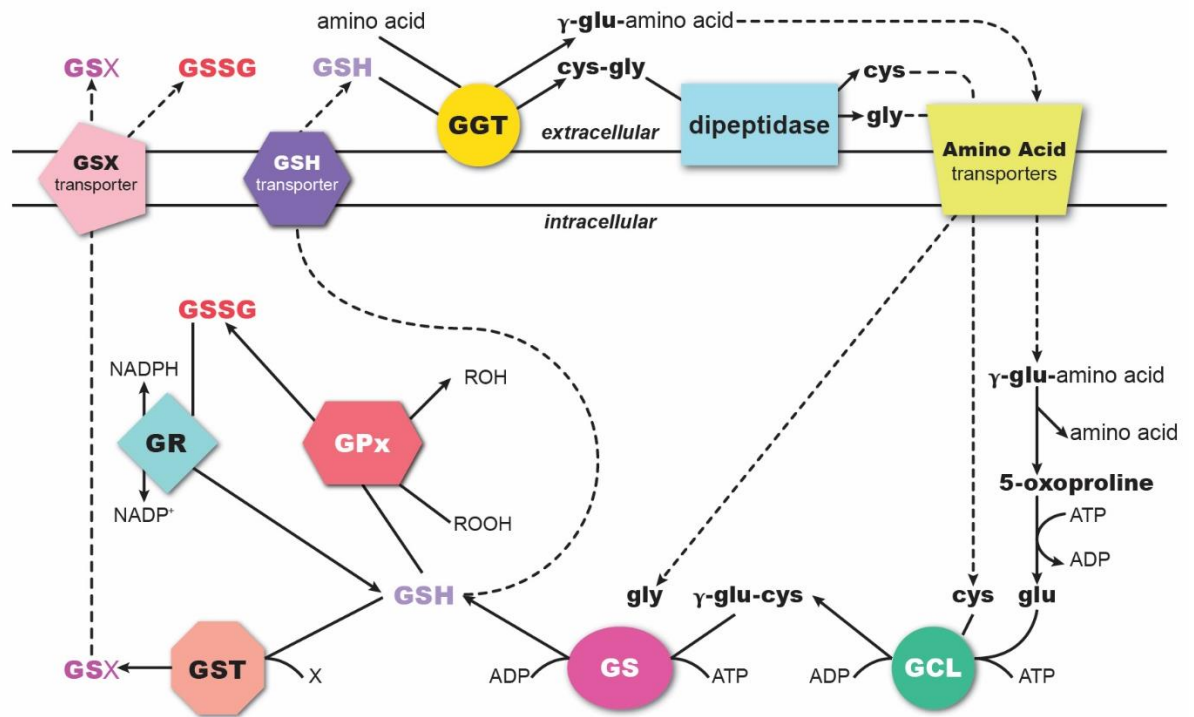 amino acid
γ-glu-amino acid
GSX
GSSG
GSH
cys-gly
cys
GGT
dipeptidase
gly
extracellular
Amino Acid
transporters
GSX
transporter
GSH
transporter
intracellular
GSSG
NADPH
ROH
γ-glu-amino acid
GR
GPx
amino acid
5-oxoproline
NADP⁺
ROOH
ATP
ADP
GSH
gly
γ-glu-cys
cys
glu
GSX
GST
X
ADP
GS
ATP
ADP
GCL
ATP